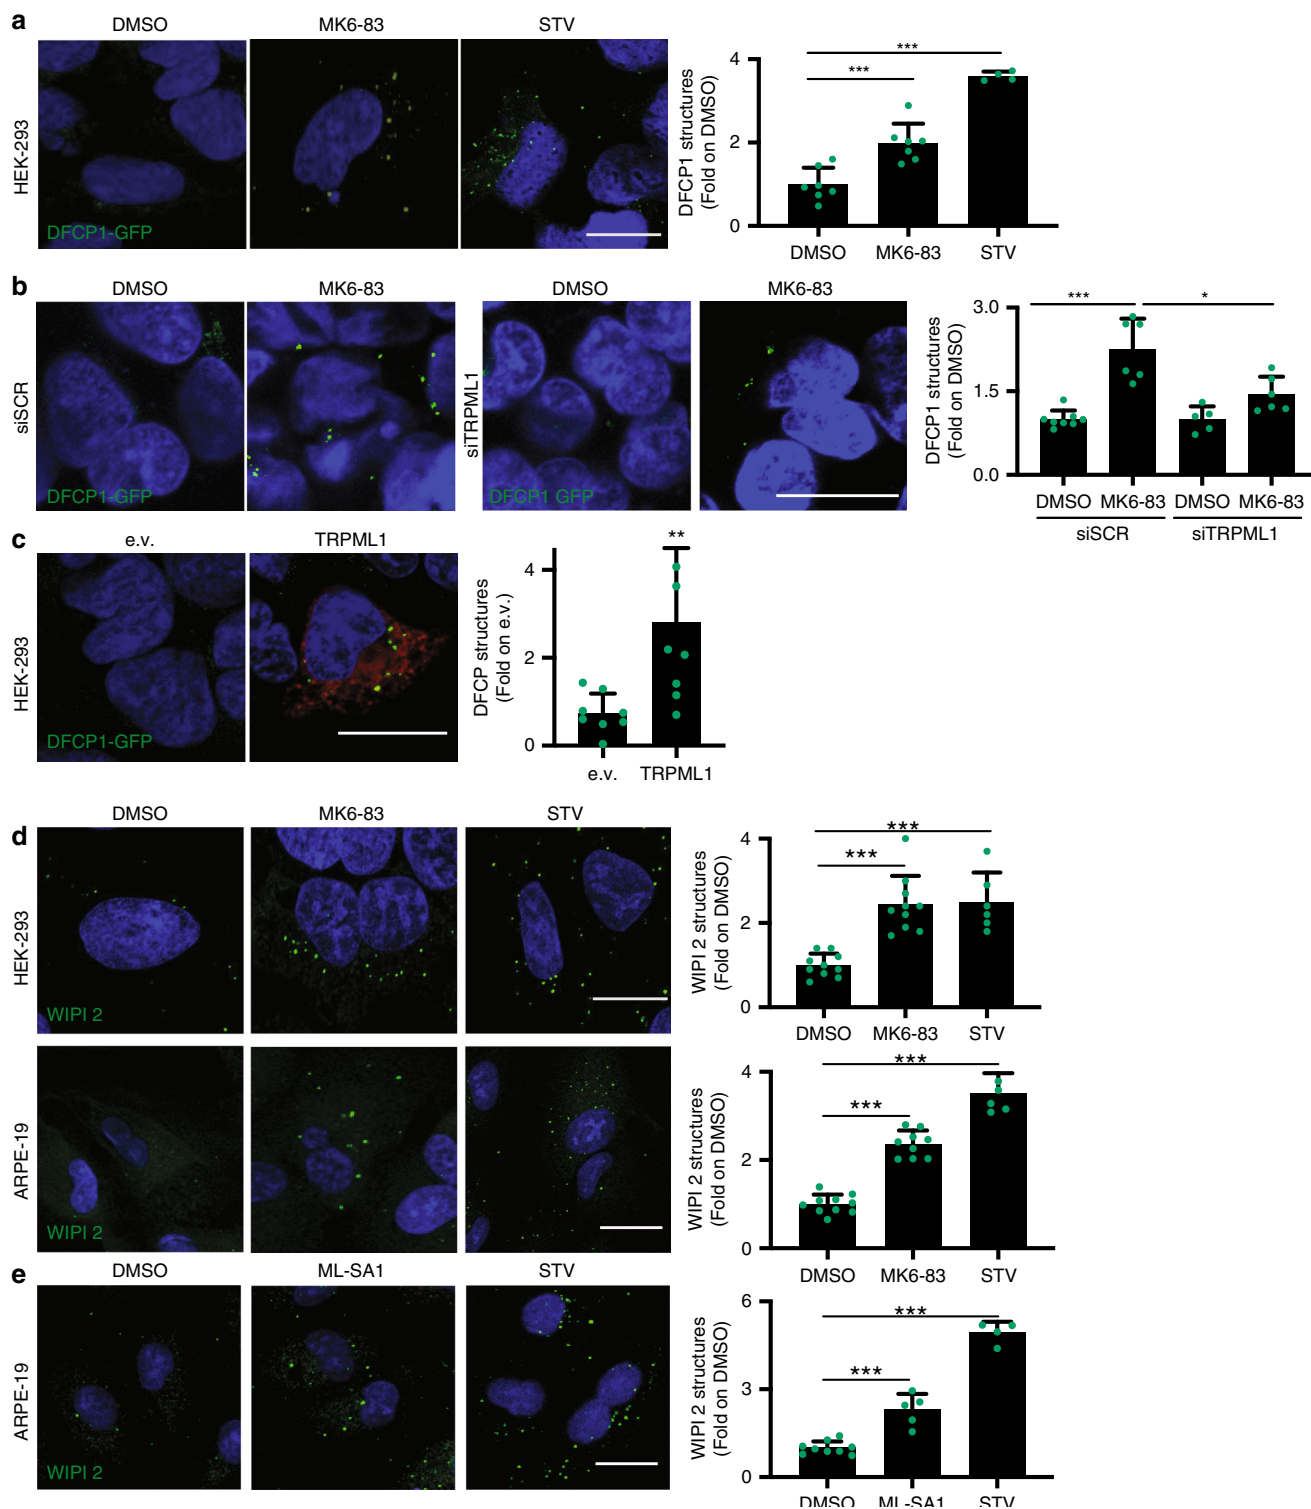 a
DMSO
MK6-83
STV
HEK-293
DFCP1-GFP
DFCP1 structures
(Fold on DMSO)
4
2
0
***
***
DMSO
MK6-83
STV
b
DMSO
MK6-83
DMSO
MK6-83
siSCR
DFCP1-GFP
siTRPML1
DFCP1 GFP
DFCP1 structures
(Fold on DMSO)
3.0
1.5
0.0
***
*
DMSO
MK6-83
DMSO
MK6-83
siSCR
siTRPML1
c
e.v.
TRPML1
HEK-293
DFCP1-GFP
DFCP structures
(Fold on e.v.)
4
2
0
**
e.v.
TRPML1
d
DMSO
MK6-83
STV
HEK-293
WIPI 2
WIPI 2 structures
(Fold on DMSO)
4
2
0
***
***
DMSO
MK6-83
STV
ARPE-19
WIPI 2
WIPI 2 structures
(Fold on DMSO)
4
2
0
***
***
DMSO
MK6-83
STV
e
DMSO
ML-SA1
STV
ARPE-19
WIPI 2
WIPI 2 structures
(Fold on DMSO)
6
3
0
***
***
DMSO
ML-SA1
STV